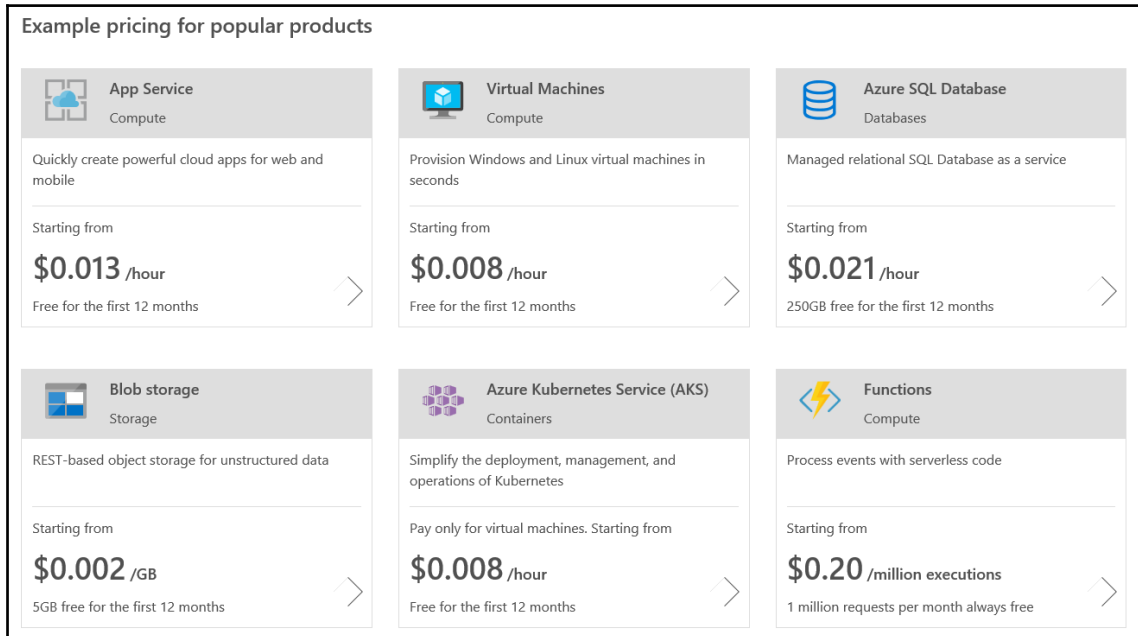 Example pricing for popular products
App Service
Compute
Quickly create powerful cloud apps for web and
mobile
Starting from
$0.013 /hour
Free for the first 12 months
Virtual Machines
Compute
Provision Windows and Linux virtual machines in
seconds
Starting from
$0.008 /hour
Free for the first 12 months
Azure SQL Database
Databases
Managed relational SQL Database as a service
Starting from
$0.021 /hour
250GB free for the first 12 months
Blob storage
Storage
REST-based object storage for unstructured data
Starting from
$0.002 /GB
5GB free for the first 12 months
Azure Kubernetes Service (AKS)
Containers
Simplify the deployment, management, and
operations of Kubernetes
Pay only for virtual machines. Starting from
$0.008 /hour
Free for the first 12 months
Functions
Compute
Process events with serverless code
Starting from
$0.20 /million executions
1 million requests per month always free